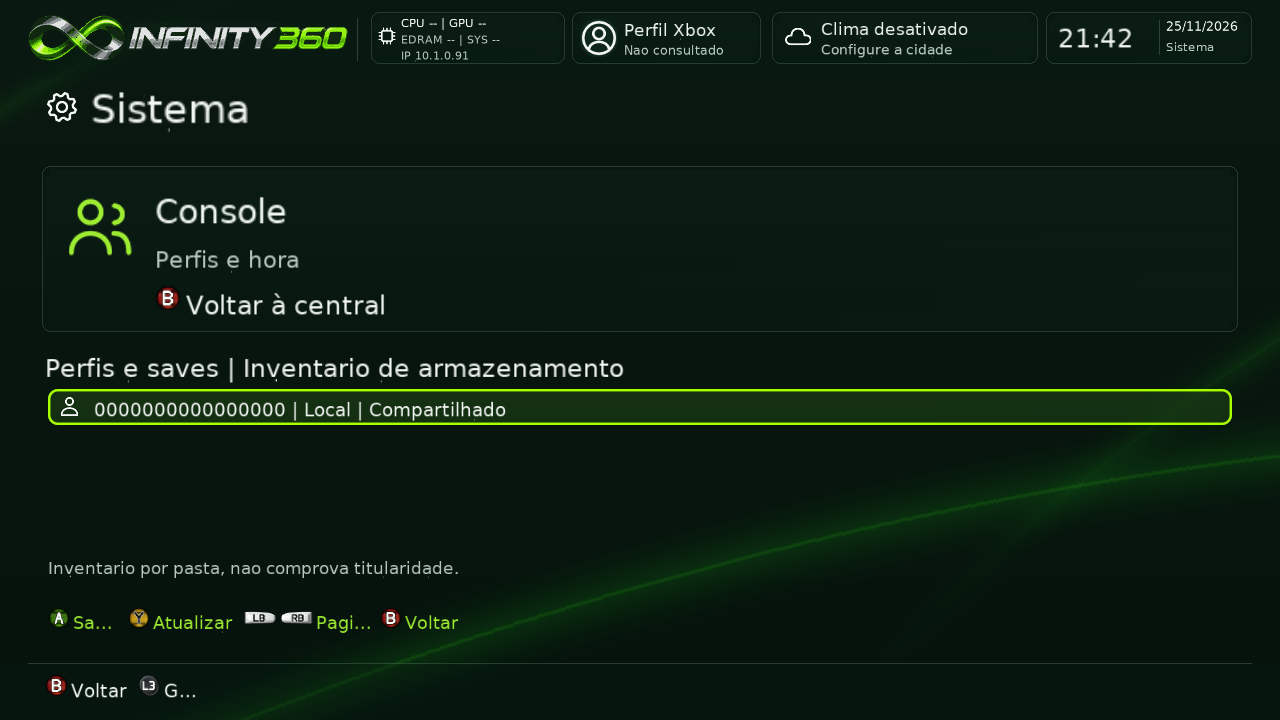 INFINITY 360
CPU -- | GPU --
EDRAM -- | SYS --
IP 10.1.0.91
Perfil Xbox
Nao consultado
Clima desativado
Configure a cidade
21:42
25/11/2026
Sistema
Sistema
Console
Perfis e hora
B Voltar à central
Perfis e saves | Inventario de armazenamento
0000000000000000 | Local | Compartilhado
Inventario por pasta, nao comprova titularidade.
A Sa... Y Atualizar LB RB Pagi... B Voltar
B Voltar L3 G...